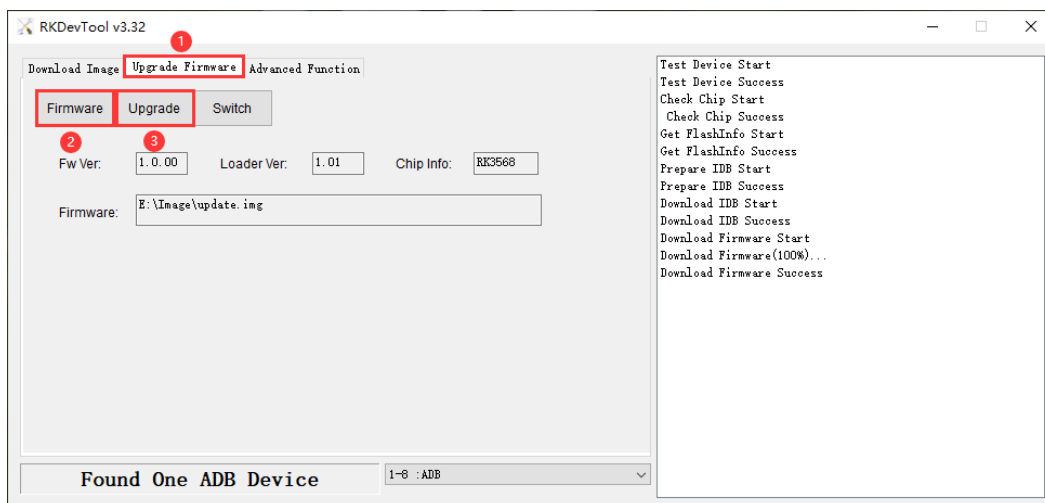 RKDevTool v3.32
1
Download Image Upgrade Firmware Advanced Function
Firmware Upgrade Switch
2 3
Fw Ver: 1.0.00 Loader Ver: 1.01 Chip Info: RK3568
Firmware: E:\Image\update.img
Found One ADB Device 1-8 :ADB
Test Device Start
Test Device Success
Check Chip Start
Check Chip Success
Get FlashInfo Start
Get FlashInfo Success
Prepare IDB Start
Prepare IDB Success
Download IDB Start
Download IDB Success
Download Firmware Start
Download Firmware(100%)...
Download Firmware Success